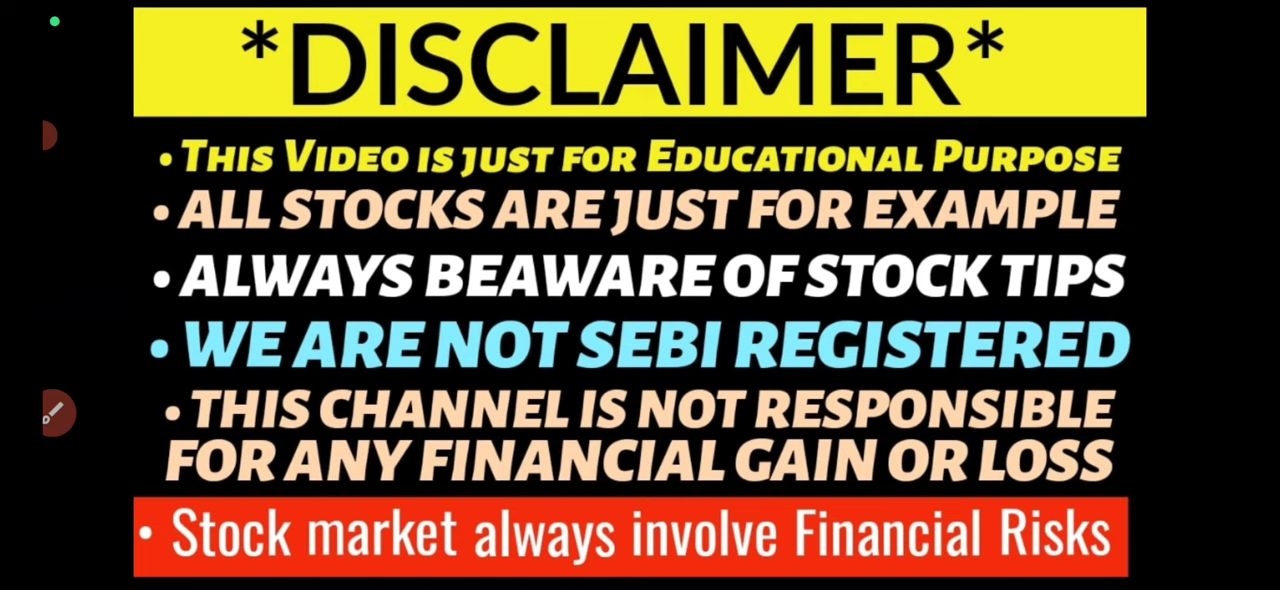 *DISCLAIMER*
• THIS VIDEO IS JUST FOR EDUCATIONAL PURPOSE
• ALL STOCKS ARE JUST FOR EXAMPLE
• ALWAYS BEAWARE OF STOCK TIPS
• WE ARE NOT SEBI REGISTERED
• THIS CHANNEL IS NOT RESPONSIBLE
FOR ANY FINANCIAL GAIN OR LOSS
• Stock market always involve Financial Risks